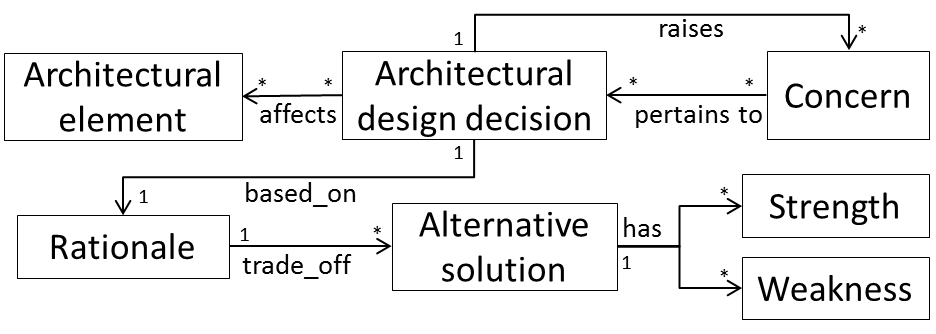 raises
1
*
Architectural
element
*
*
affects
Architectural
design decision
*
*
pertains to
Concern
1
based_on
1
Rationale
1
*
trade_off
Alternative
solution
has
1
*
Strength
*
Weakness